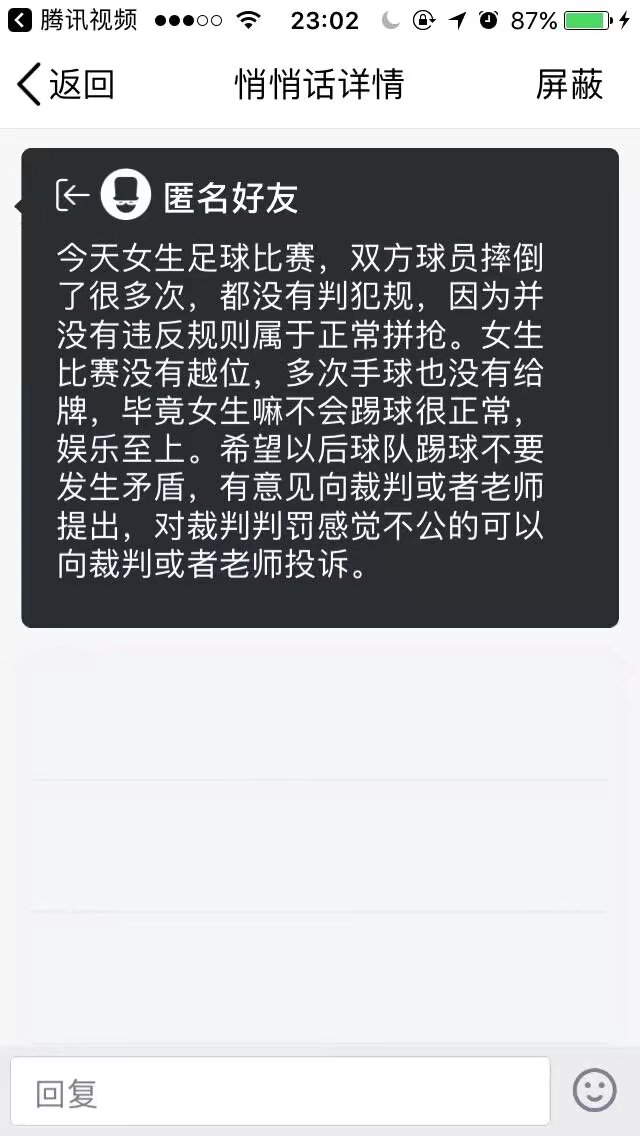 腾讯视频 23:02 87%
返回 悄悄话详情 屏蔽
匿名好友
今天女生足球比赛，双方球员摔倒
了很多次，都没有判犯规，因为并
没有违反规则属于正常拼抢。女生
比赛没有越位，多次手球也没有给
牌，毕竟女生嘛不会踢球很正常，
娱乐至上。希望以后球队踢球不要
发生矛盾，有意见向裁判或者老师
提出，对裁判判罚感觉不公的可以
向裁判或者老师投诉。
回复